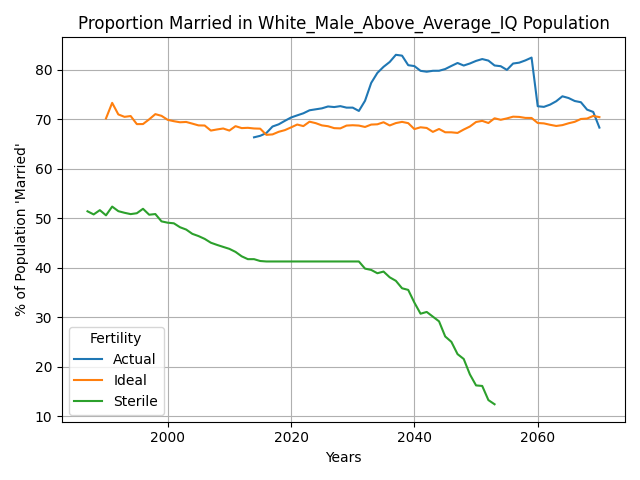 Proportion Married in White_Male_Above_Average_IQ Population
% of Population 'Married'
80
70
60
50
40
30
20
10
Fertility
Actual
Ideal
Sterile
2000
2020
2040
2060
Years